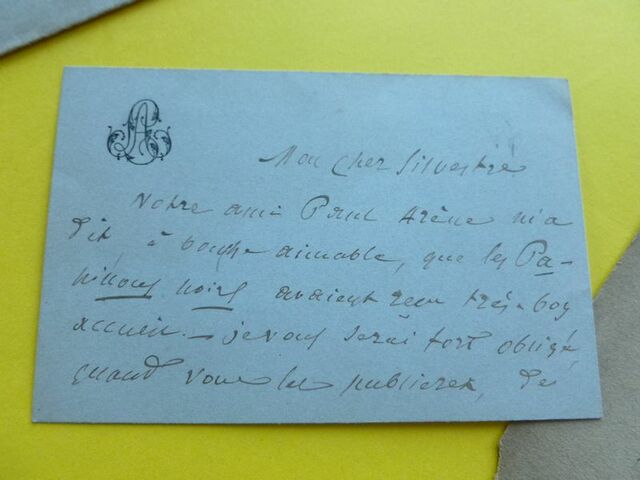 Mon cher Silvestre
Notre ami Paul Arène m'a
dit à bouche aimable, que les Pa-
pillons noirs avaient reçu très-bon
accueil. — je vous serai fort obligé,
quand vous les publierez, de